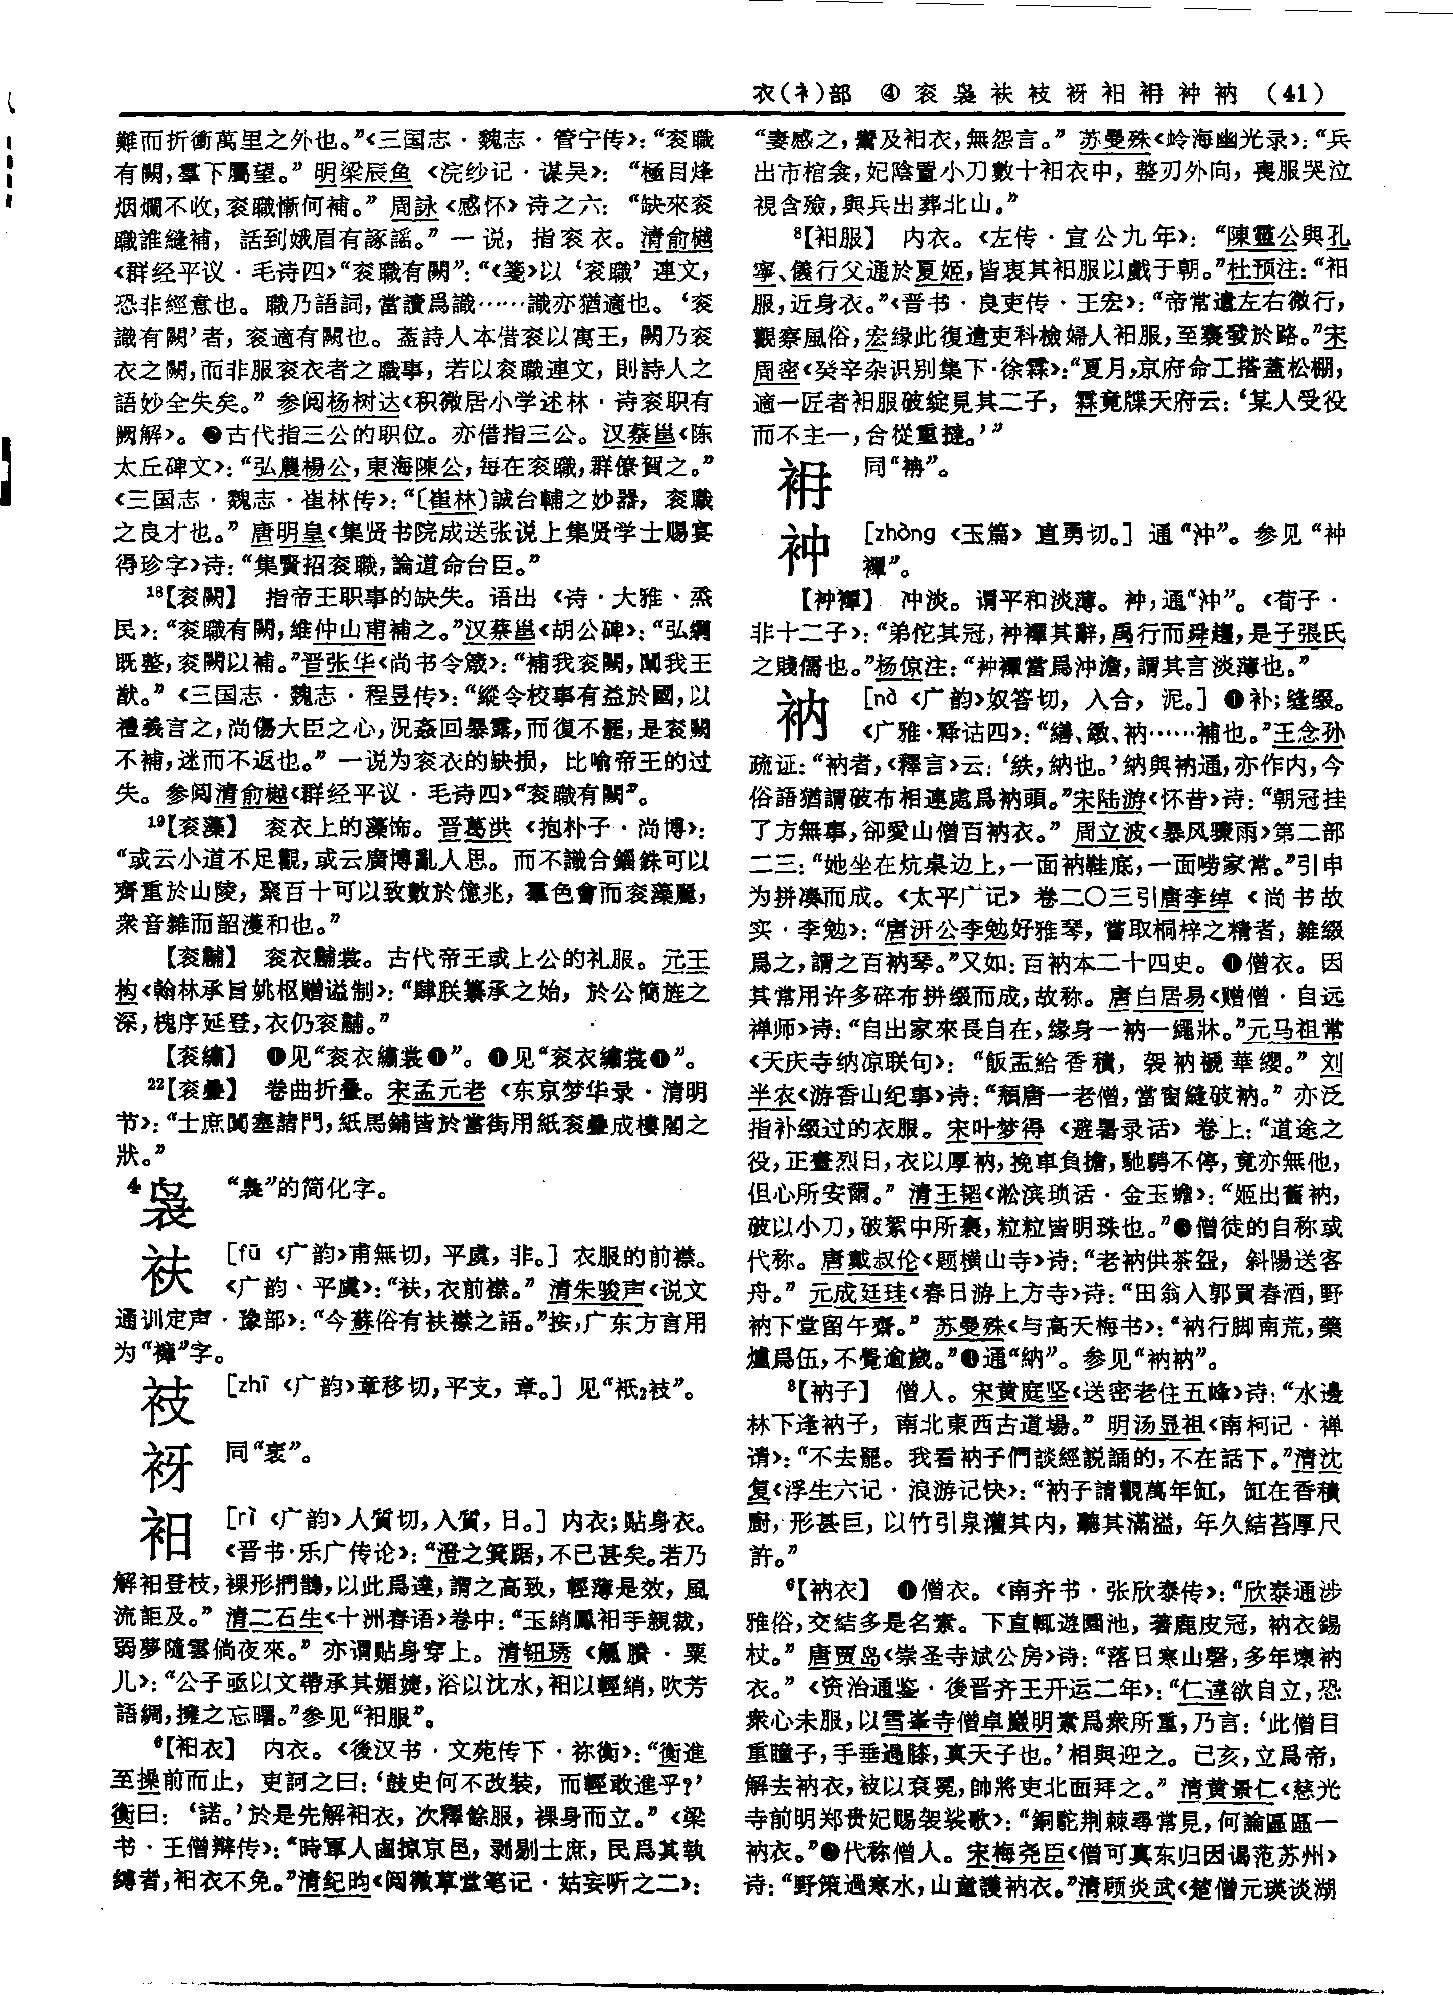 衣(衤)部 ④ 衮 袅 袂 衹 衶 衵 衻 衶 衲 (41)
難而折衝萬里之外也。”《三国志·魏志·管宁传》：“衮職
有闕，羣下屬望。”明梁辰鱼《浣纱记·谋吴》：“極目烽
烟爛不收，衮職慚何補。”周詠《感怀》诗之六：“缺來衮
職誰縫補，話到娥眉有諑謡。”一说，指衮衣。清俞樾
《群经平议·毛诗四》“衮職有闕”：“《箋》以‘衮職’連文，
恐非經意也。職乃語詞，當讀爲識……識亦猶適也。‘衮
識有闕’者，衮適有闕也。蓋詩人本借衮以寓王，闕乃衮
衣之闕，而非服衮衣者之職事，若以衮職連文，則詩人之
語妙全失矣。”参阅杨树达《积微居小学述林·诗衮职有
阙解》。❷古代指三公的职位。亦借指三公。汉蔡邕《陈
太丘碑文》：“弘農楊公，東海陳公，每在衮職，群僚賀之。”
《三国志·魏志·崔林传》：“〔崔林〕誠台輔之妙器，衮職
之良才也。”唐明皇《集贤书院成送张说上集贤学士赐宴
得珍字》诗：“集賢招衮職，論道命台臣。”
¹⁸【衮闕】 指帝王职事的缺失。语出《诗·大雅·烝
民》：“衮職有闕，維仲山甫補之。”汉蔡邕《胡公碑》：“弘綱
既整，衮闕以補。”晋张华《尚书令箴》：“補我衮闕，闡我王
猷。”《三国志·魏志·程昱传》：“縱令校事有益於國，以
禮義言之，尚傷大臣之心，況姦回暴露，而復不罷，是衮闕
不補，迷而不返也。”一说为衮衣的缺损，比喻帝王的过
失。参阅清俞樾《群经平议·毛诗四》“衮職有闕”。
¹⁹【衮藻】 衮衣上的藻饰。晋葛洪《抱朴子·尚博》：
“或云小道不足觀，或云廣博亂人思。而不識合錙銖可以
齊重於山陵，聚百十可以致數於億兆，羣色會而衮藻麗，
衆音雜而韶濩和也。”
【衮黼】 衮衣黼裳。古代帝王或上公的礼服。元王
构《翰林承旨姚枢赠谥制》：“肆朕纂承之始，於公簡旌之
深，槐序延登，衣仍衮黼。”
【衮繡】 ❶见“衮衣繡裳❶”。❷见“衮衣繡裳❷”。
²²【衮疊】 卷曲折叠。宋孟元老《东京梦华录·清明
节》：“士庶闐塞諸門，紙馬鋪皆於當街用紙衮疊成樓閣之
狀。”
4 袅 “裊”的简化字。
衭 [fū 《广韵》甫無切，平虞，非。] 衣服的前襟。
《广韵·平虞》：“衭，衣前襟。”清朱骏声《说文
通训定声·豫部》：“今蘇俗有衭襟之語。”按，广东方言用
为“褲”字。
衼 [zhī 《广韵》章移切，平支，章。] 见“衹₂衼”。
同“衺”。
衵 [rì 《广韵》人質切，入質，日。] 内衣；贴身衣。
《晋书·乐广传论》：“澄之箕踞，不已甚矣。若乃
解衵登枝，裸形捫鵲，以此爲達，謂之高致，輕薄是效，風
流詎及。”清二石生《十洲春语》卷中：“玉綃鳳衵手親裁，
弱夢隨雲倘夜來。”亦谓贴身穿上。清钮琇《觚賸·粟
儿》：“公子亟以文帶承其媚婕，浴以沈水，衵以輕綃，吹芳
語綢，擁之忘曙。”参见“衵服”。
⁶【衵衣】 内衣。《後汉书·文苑传下·祢衡》：“衡進
至操前而止，吏訶之曰：‘鼓史何不改裝，而輕敢進乎？’
衡曰：‘諾。’於是先解衵衣，次釋餘服，裸身而立。”《梁
书·王僧辩传》：“時軍人鹵掠京邑，剥剔士庶，民爲其執
縛者，衵衣不免。”清纪昀《阅微草堂笔记·姑妄听之二》：
“妻感之，鬻及衵衣，無怨言。”苏曼殊《岭海幽光录》：“兵
出市棺衾，妃陰置小刀數十衵衣中，整刃外向，喪服哭泣
視含殮，與兵出葬北山。”
⁸【衵服】 内衣。《左传·宣公九年》：“陳靈公與孔
寧、儀行父通於夏姬，皆衷其衵服以戲于朝。”杜预注：“衵
服，近身衣。”《晋书·良吏传·王宏》：“帝常遣左右微行，
觀察風俗，宏缘此復遣吏科檢婦人衵服，至褰發於路。”宋
周密《癸辛杂识别集下·徐霖》：“夏月，京府命工搭蓋松棚，
適一匠者衵服破綻見其二子，霖竟牒天府云：‘某人受役
而不主一，合從重撻。’”
同“𧙕”。
衶 [zhòng 《玉篇》直勇切。] 通“沖”。参见“衶
禫”。
【衶禫】 冲淡。谓平和淡薄。衶，通“沖”。《荀子·
非十二子》：“弟佗其冠，衶禫其辭，禹行而舜趨，是子張氏
之賤儒也。”杨倞注：“衶禫當爲沖澹，謂其言淡薄也。”
衲 [nà 《广韵》奴答切，入合，泥。] ❶补；缝缀。
《广雅·释诂四》：“繕、緻、衲……補也。”王念孙
疏证：“衲者，《釋言》云：‘紩，納也。’納與衲通，亦作内，今
俗語猶謂破布相連處爲衲頭。”宋陆游《怀昔》诗：“朝冠挂
了方無事，卻愛山僧百衲衣。”周立波《暴风骤雨》第二部
二三：“她坐在炕桌边上，一面衲鞋底，一面唠家常。”引申
为拼凑而成。《太平广记》卷二〇三引唐李绰《尚书故
实·李勉》：“唐汧公李勉好雅琴，嘗取桐梓之精者，雜綴
爲之，謂之百衲琴。”又如：百衲本二十四史。❷僧衣。因
其常用许多碎布拼缀而成，故称。唐白居易《赠僧·自远
禅师》诗：“自出家來長自在，缘身一衲一繩牀。”元马祖常
《天庆寺纳凉联句》：“飯盂給香積，袈衲襯華纓。”刘
半农《游香山纪事》诗：“頹唐一老僧，當窗縫破衲。”亦泛
指补缀过的衣服。宋叶梦得《避暑录话》卷上：“道途之
役，正晝烈日，衣以厚衲，挽車負擔，馳騁不停，竟亦無他，
但心所安爾。”清王韬《淞滨琐话·金玉蟾》：“姬出舊衲，
破以小刀，破絮中所裹，粒粒皆明珠也。”❸僧徒的自称或
代称。唐戴叔伦《题横山寺》诗：“老衲供茶盌，斜陽送客
舟。”元成廷珪《春日游上方寺》诗：“田翁入郭買春酒，野
衲下堂留午齋。”苏曼殊《与高天梅书》：“衲行脚南荒，藥
爐爲伍，不覺逾歲。”❹通“納”。参见“衲衲”。
³【衲子】 僧人。宋黄庭坚《送密老住五峰》诗：“水邊
林下逢衲子，南北東西古道場。”明汤显祖《南柯记·禅
请》：“不去罷。我看衲子們談經説誦的，不在話下。”清沈
复《浮生六记·浪游记快》：“衲子請觀萬年缸，缸在香積
廚，形甚巨，以竹引泉灌其内，聽其滿溢，年久結苔厚尺
許。”
⁶【衲衣】 ❶僧衣。《南齐书·张欣泰传》：“欣泰通涉
雅俗，交結多是名素。下直輒遊園池，著鹿皮冠，衲衣錫
杖。”唐贾岛《崇圣寺斌公房》诗：“落日寒山磬，多年壞衲
衣。”《资治通鉴·後晋齐王开运二年》：“仁達欲自立，恐
衆心未服，以雪峯寺僧卓巖明素爲衆所重，乃言：‘此僧目
重瞳子，手垂過膝，真天子也。’相與迎之。己亥，立爲帝，
解去衲衣，被以衮冕，帥將吏北面拜之。”清黄景仁《慈光
寺前明郑贵妃赐袈裟歌》：“銅駝荆棘尋常見，何論區區一
衲衣。”❷代称僧人。宋梅尧臣《僧可真东归因谒范苏州》
诗：“野策過寒水，山童護衲衣。”清顾炎武《楚僧元瑛谈湖